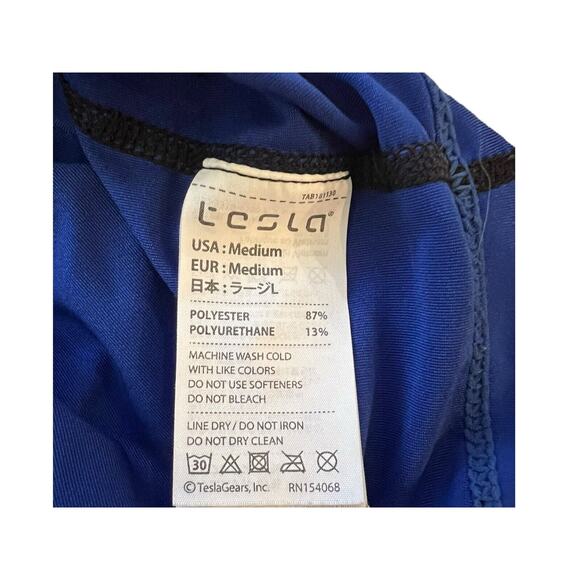 TAB181130
tesla®
USA : Medium
EUR : Medium
日本 : ラージL
POLYESTER 87%
POLYURETHANE 13%
MACHINE WASH COLD
WITH LIKE COLORS
DO NOT USE SOFTENERS
DO NOT BLEACH
LINE DRY / DO NOT IRON
DO NOT DRY CLEAN
30
© TeslaGears, Inc. RN154068